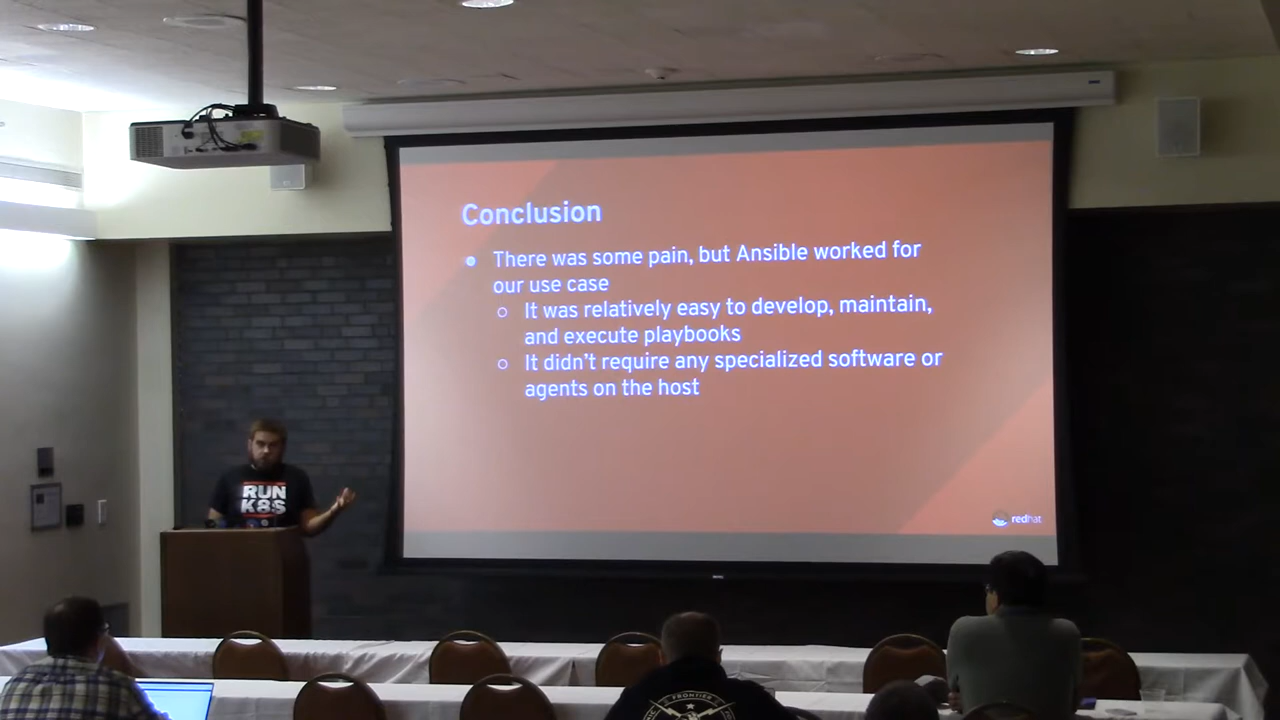 Conclusion
● There was some pain, but Ansible worked for
our use case
○ It was relatively easy to develop, maintain,
and execute playbooks
○ It didn't require any specialized software or
agents on the host
redhat
RUN
K8S
FRONTIER